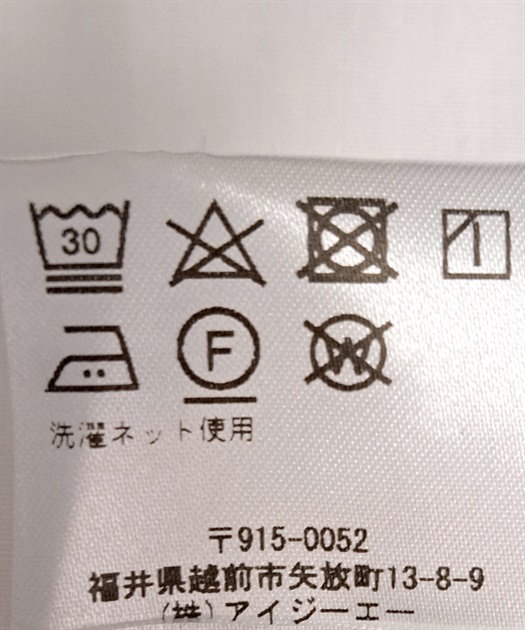 30
F
W
洗濯ネット使用
〒915-0052
福井県越前市矢放町13-8-9
(株)アイジーエー